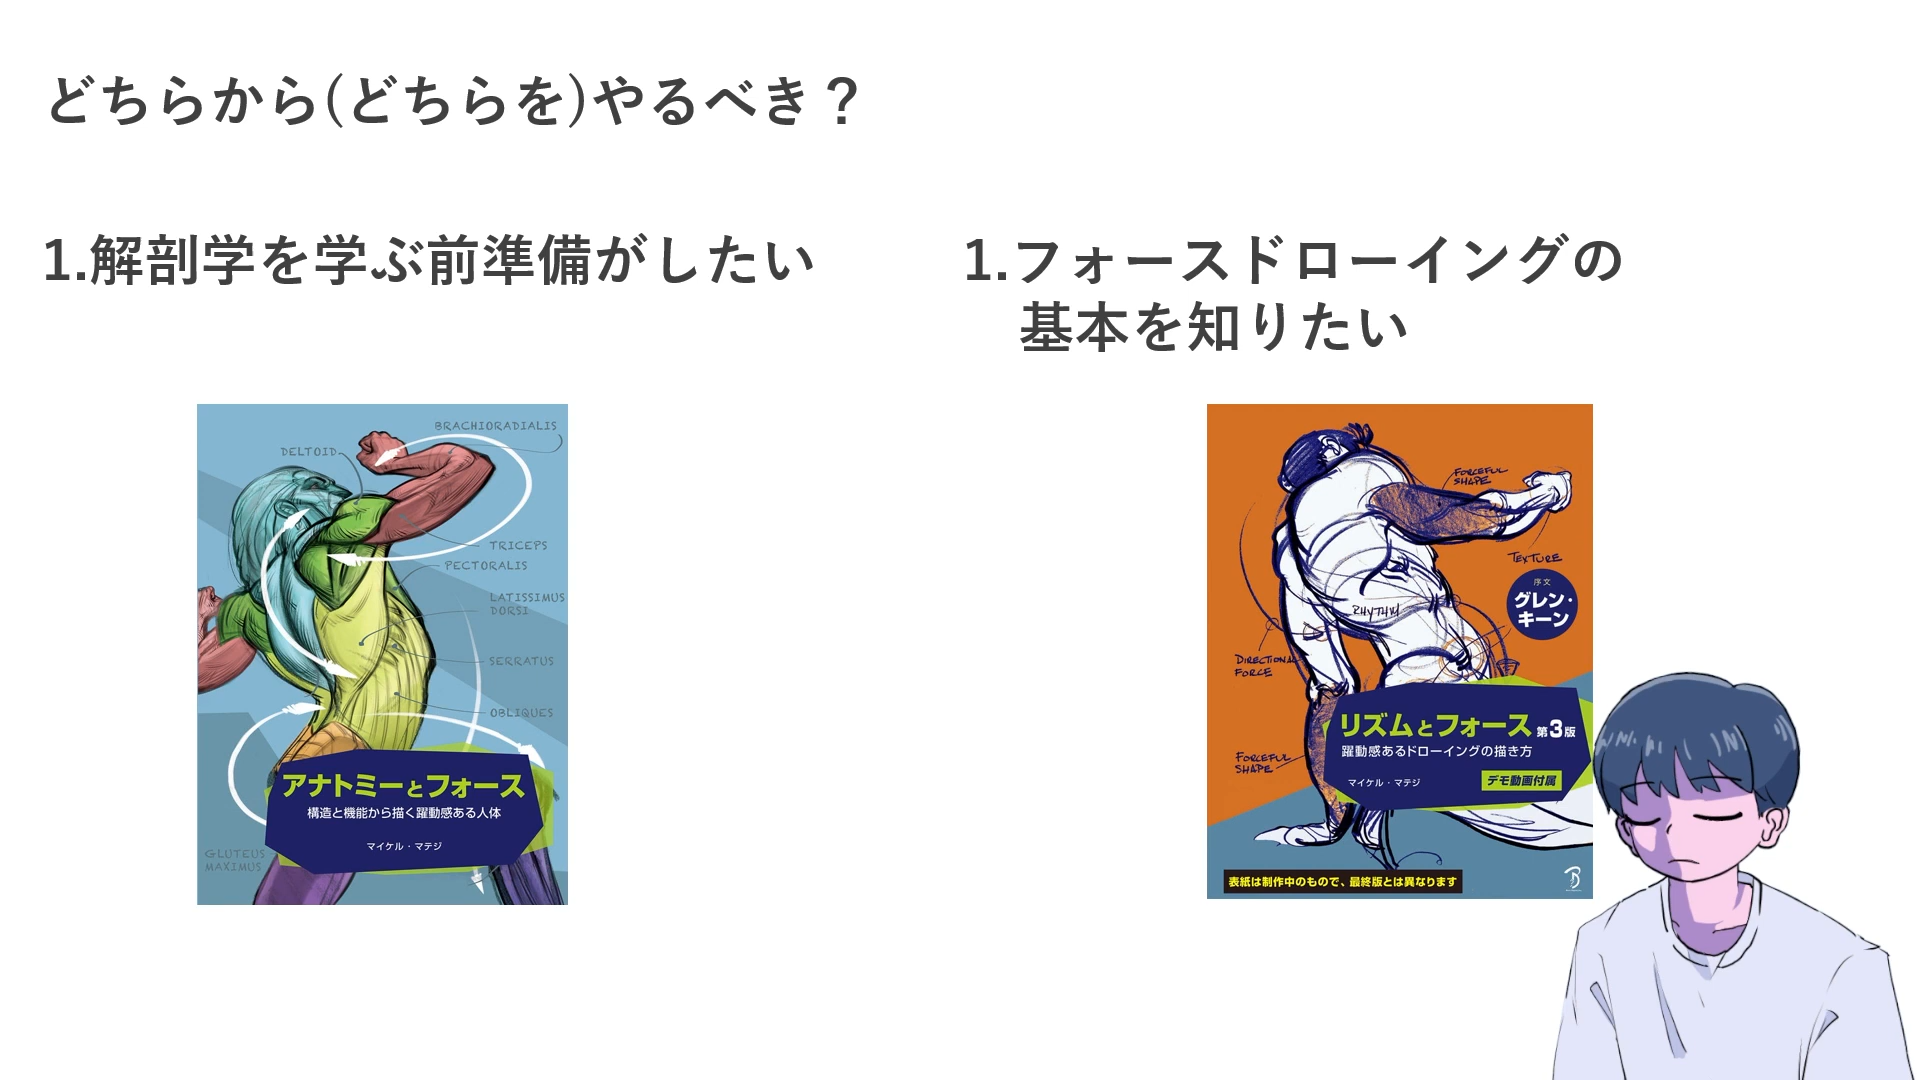 どちらから(どちらを)やるべき？
1.解剖学を学ぶ前準備がしたい
1.フォースドローイングの
基本を知りたい
BRACHIORADIALIS
DELTOID
TRICEPS
PECTORALIS
LATISSIMUS
DORSI
SERRATUS
OBLIQUES
アナトミーとフォース
構造と機能から描く躍動感ある人体
マイケル・マテジ
GLUTEUS
MAXIMUS
FORCEFUL
SHAPE
TEXTURE
序文
グレン・
キーン
RHYTHM
DIRECTIONAL
FORCE
リズムとフォース 第3版
躍動感あるドローイングの描き方
マイケル・マテジ
デモ動画付属
FORCEFUL
SHAPE
表紙は制作中のもので、最終版とは異なります